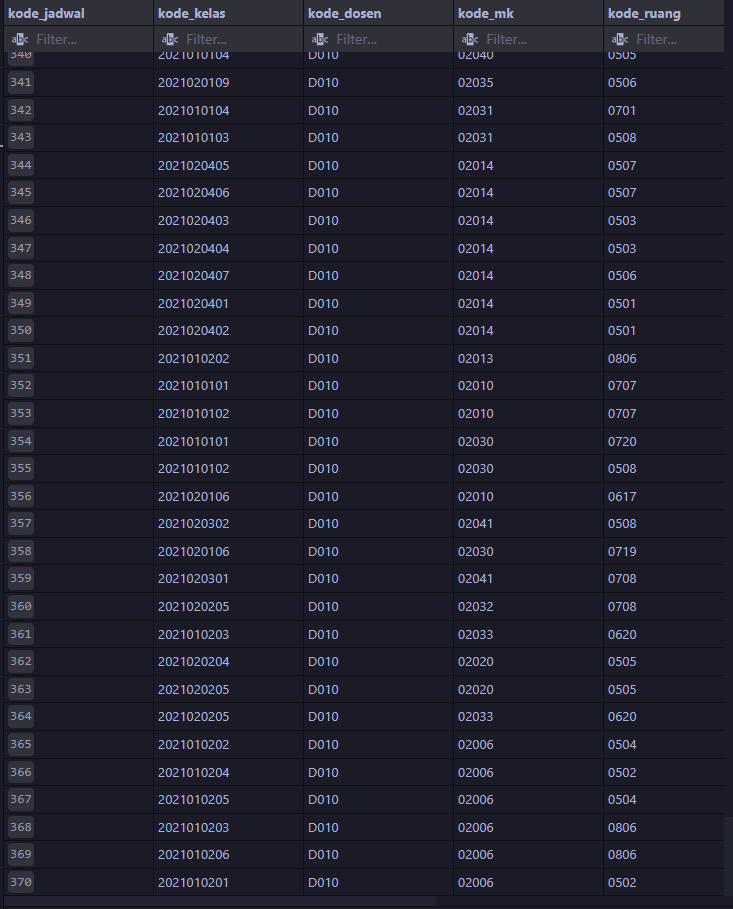 kode_jadwal kode_kelas kode_dosen kode_mk kode_ruang
abc Filter... abc Filter... abc Filter... abc Filter... abc Filter...
340 2021010104 D010 02040 0505
341 2021020109 D010 02035 0506
342 2021010104 D010 02031 0701
343 2021010103 D010 02031 0508
344 2021020405 D010 02014 0507
345 2021020406 D010 02014 0507
346 2021020403 D010 02014 0503
347 2021020404 D010 02014 0503
348 2021020407 D010 02014 0506
349 2021020401 D010 02014 0501
350 2021020402 D010 02014 0501
351 2021010202 D010 02013 0806
352 2021010101 D010 02010 0707
353 2021010102 D010 02010 0707
354 2021010101 D010 02030 0720
355 2021010102 D010 02030 0508
356 2021020106 D010 02010 0617
357 2021020302 D010 02041 0508
358 2021020106 D010 02030 0719
359 2021020301 D010 02041 0708
360 2021020205 D010 02032 0708
361 2021010203 D010 02033 0620
362 2021020204 D010 02020 0505
363 2021020205 D010 02020 0505
364 2021020205 D010 02033 0620
365 2021010202 D010 02006 0504
366 2021010204 D010 02006 0502
367 2021010205 D010 02006 0504
368 2021010203 D010 02006 0806
369 2021010206 D010 02006 0806
370 2021010201 D010 02006 0502